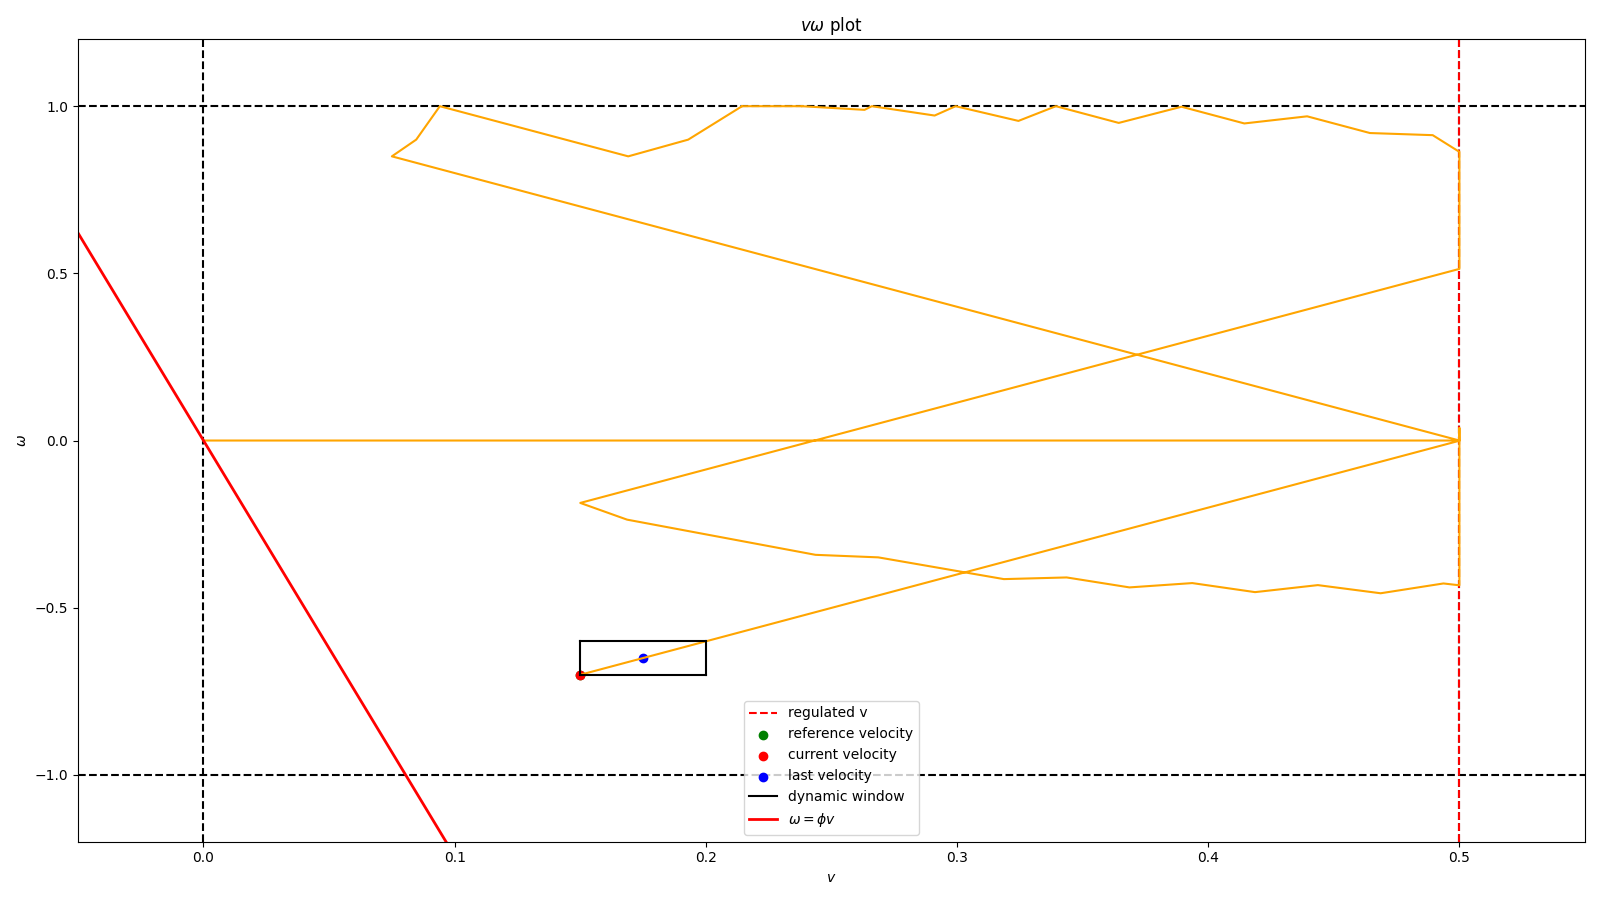 vω plot
1.0
0.5
0.0
−0.5
−1.0
ω
regulated v
reference velocity
current velocity
last velocity
dynamic window
ω = ϕv
0.0 0.1 0.2 0.3 0.4 0.5
v